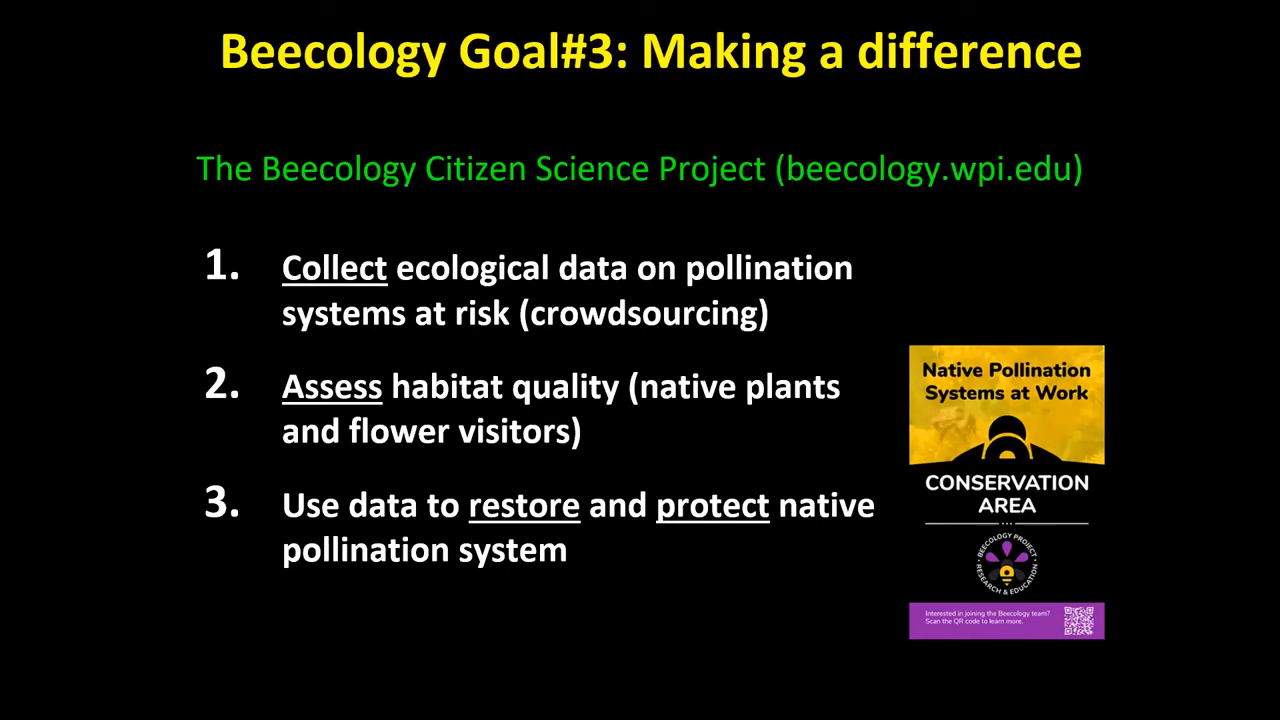 Beecology Goal#3: Making a difference
The Beecology Citizen Science Project (beecology.wpi.edu)
1. Collect ecological data on pollination
systems at risk (crowdsourcing)
2. Assess habitat quality (native plants
and flower visitors)
3. Use data to restore and protect native
pollination system
Native Pollination
Systems at Work
CONSERVATION
AREA
BEECOLOGY PROJECT
RESEARCH & EDUCATION
Interested in joining the Beecology team?
Scan the QR code to learn more.